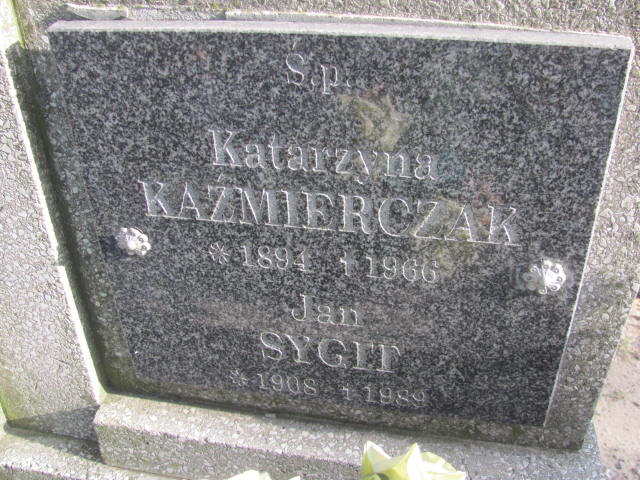 Ś.p.
Katarzyna
KAŹMIERCZAK
* 1894 † 1966
Jan
SYGIT
* 1908 † 1989